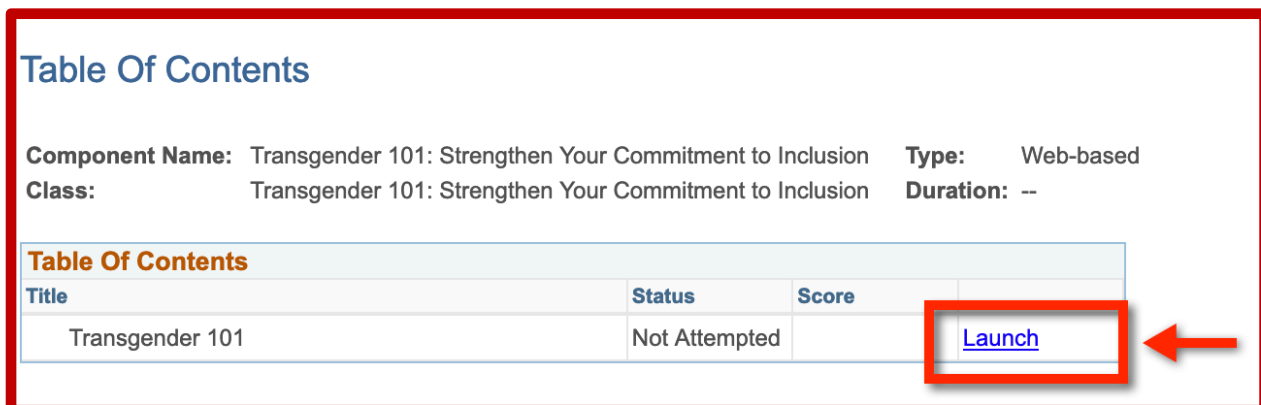 Table Of Contents
Component Name: Transgender 101: Strengthen Your Commitment to Inclusion Type: Web-based
Class: Transgender 101: Strengthen Your Commitment to Inclusion Duration: --
Table Of Contents
Title Status Score
Transgender 101 Not Attempted Launch